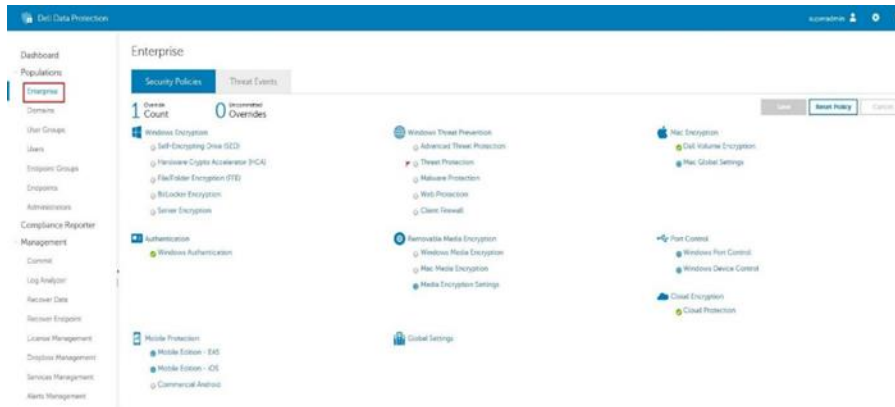 Dell Data Protection
superadmin
Dashboard
Populations
Enterprise
Domains
User Groups
Users
Endpoint Groups
Endpoints
Administrators
Compliance Reporter
Management
Commit
Log Analyzer
Recover Data
Recover Endpoint
License Management
Dropbox Management
Services Management
Alerts Management
Enterprise
Security Policies
Threat Events
1 Override Count
0 Uncommitted Overrides
Save
Reset Policy
Cancel
Windows Encryption
Self-Encrypting Drive (SED)
Hardware Crypto Accelerator (HCA)
File/Folder Encryption (FFE)
BitLocker Encryption
Server Encryption
Windows Threat Prevention
Advanced Threat Protection
Threat Protection
Malware Protection
Web Protection
Client Firewall
Mac Encryption
Dell Volume Encryption
Mac Global Settings
Authentication
Windows Authentication
Removable Media Encryption
Windows Media Encryption
Mac Media Encryption
Media Encryption Settings
Port Control
Windows Port Control
Windows Device Control
Cloud Encryption
Cloud Protection
Mobile Protection
Mobile Edition - EAS
Mobile Edition - iOS
Commercial Android
Global Settings